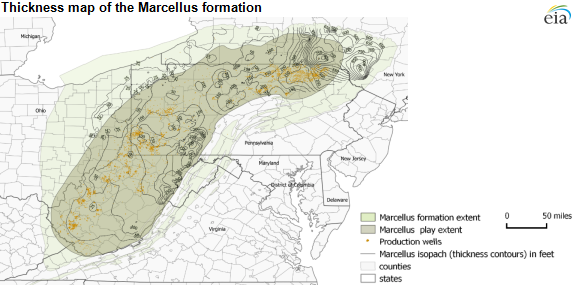 Thickness map of the Marcellus formation
eia
Michigan
New York
Ohio
Pennsylvania
New Jersey
Maryland
District of Columbia
Delaware
Virginia
Marcellus formation extent
Marcellus play extent
Production wells
Marcellus isopach (thickness contours) in feet
counties
states
0 50 miles